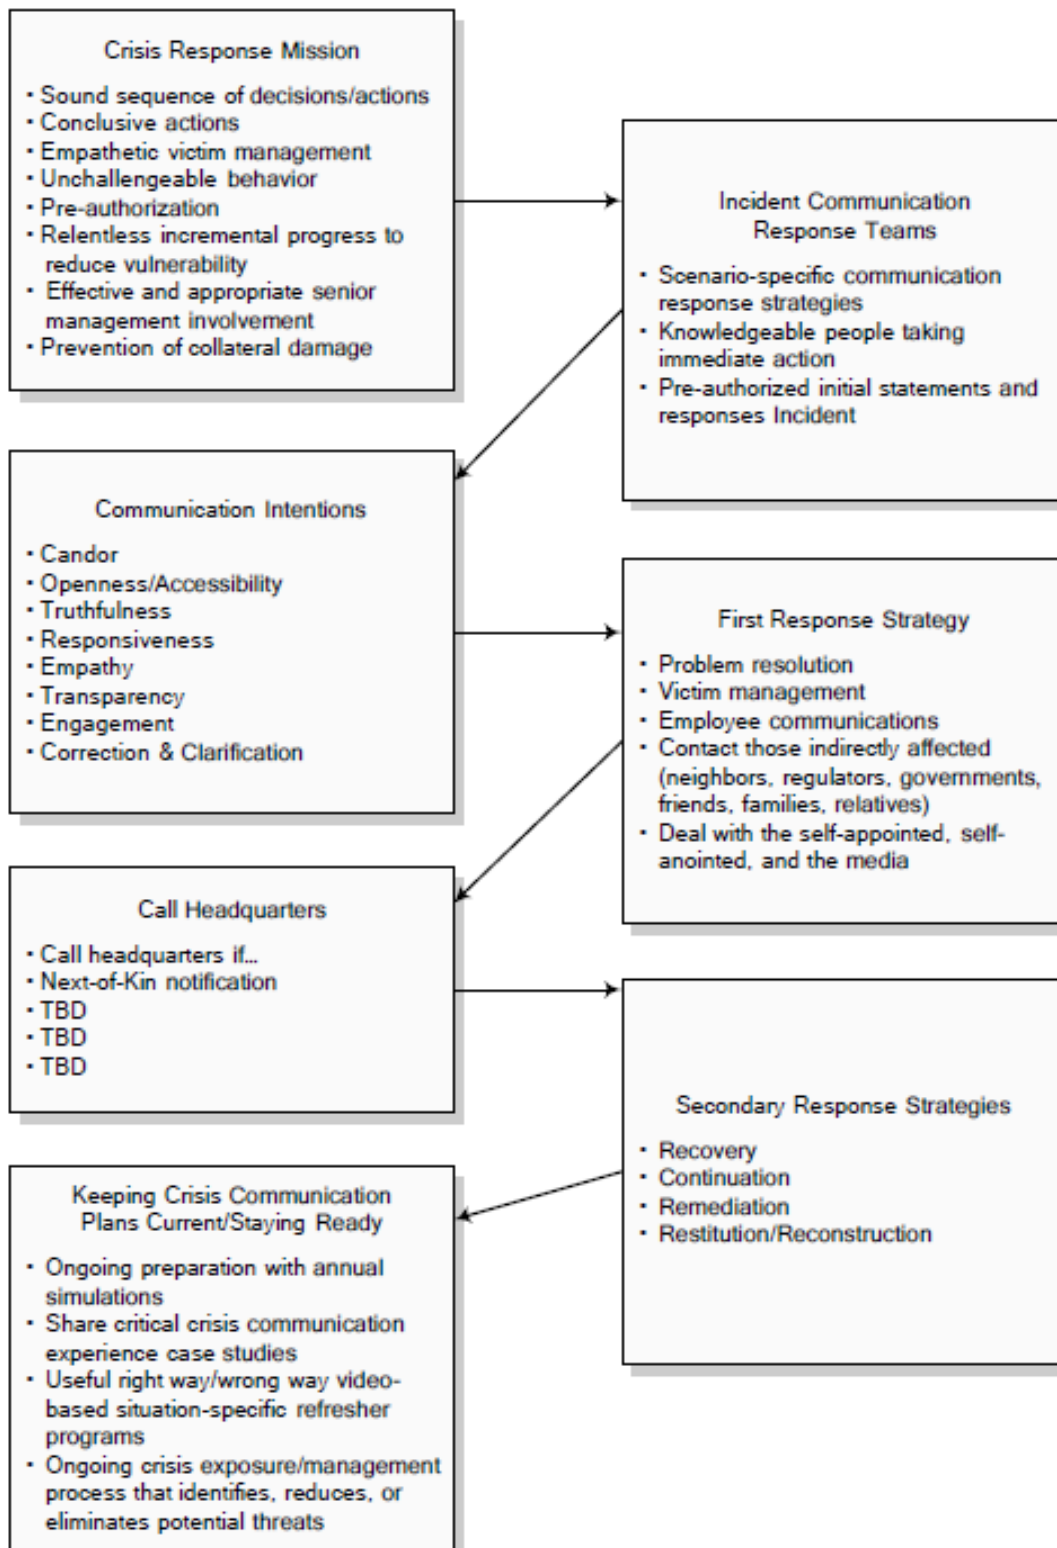 Crisis Response Mission
• Sound sequence of decisions/actions
• Conclusive actions
• Empathetic victim management
• Unchallengeable behavior
• Pre-authorization
• Relentless incremental progress to
reduce vulnerability
• Effective and appropriate senior
management involvement
• Prevention of collateral damage
Incident Communication
Response Teams
• Scenario-specific communication
response strategies
• Knowledgeable people taking
immediate action
• Pre-authorized initial statements and
responses Incident
Communication Intentions
• Candor
• Openness/Accessibility
• Truthfulness
• Responsiveness
• Empathy
• Transparency
• Engagement
• Correction & Clarification
First Response Strategy
• Problem resolution
• Victim management
• Employee communications
• Contact those indirectly affected
(neighbors, regulators, governments,
friends, families, relatives)
• Deal with the self-appointed, self-
anointed, and the media
Call Headquarters
• Call headquarters if...
• Next-of-Kin notification
• TBD
• TBD
• TBD
Secondary Response Strategies
• Recovery
• Continuation
• Remediation
• Restitution/Reconstruction
Keeping Crisis Communication
Plans Current/Staying Ready
• Ongoing preparation with annual
simulations
• Share critical crisis communication
experience case studies
• Useful right way/wrong way video-
based situation-specific refresher
programs
• Ongoing crisis exposure/management
process that identifies, reduces, or
eliminates potential threats